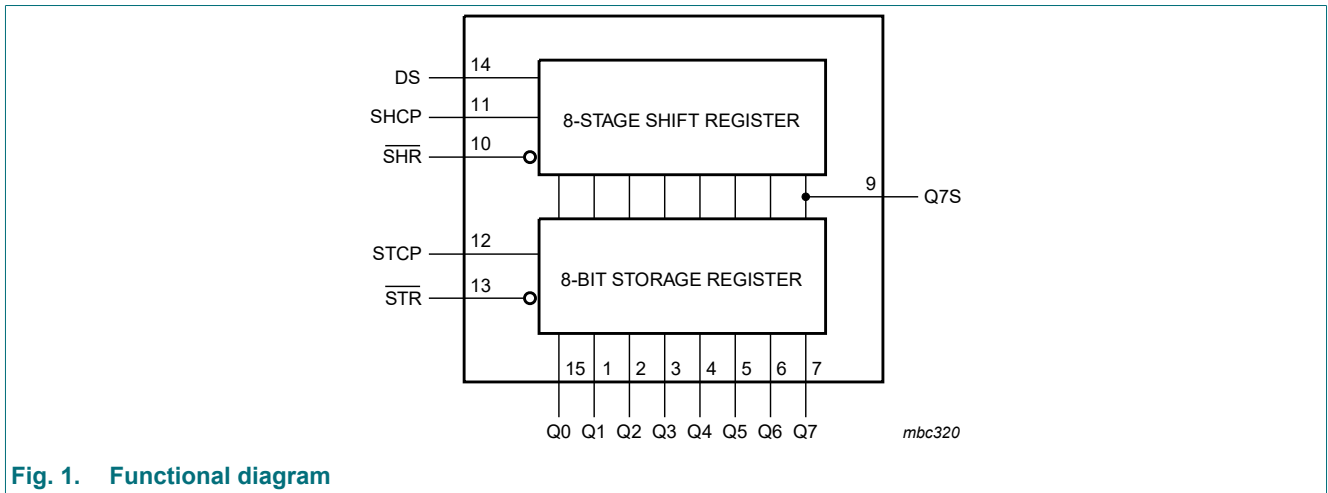 DS 14
SHCP 11
SHR 10
8-STAGE SHIFT REGISTER
9 Q7S
STCP 12
STR 13
8-BIT STORAGE REGISTER
15 1 2 3 4 5 6 7
Q0 Q1 Q2 Q3 Q4 Q5 Q6 Q7
mbc320
Fig. 1. Functional diagram